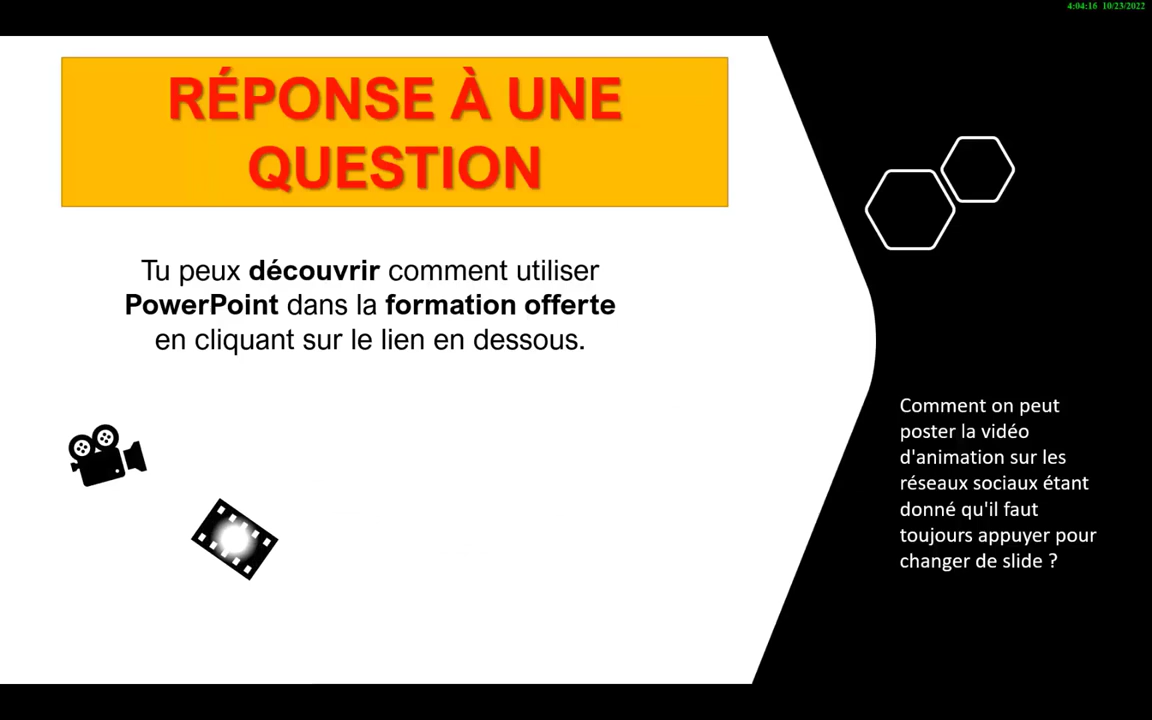 4:04:16 10/23/2022
RÉPONSE À UNE
QUESTION
Tu peux découvrir comment utiliser
PowerPoint dans la formation offerte
en cliquant sur le lien en dessous.
Comment on peut
poster la vidéo
d'animation sur les
réseaux sociaux étant
donné qu'il faut
toujours appuyer pour
changer de slide ?